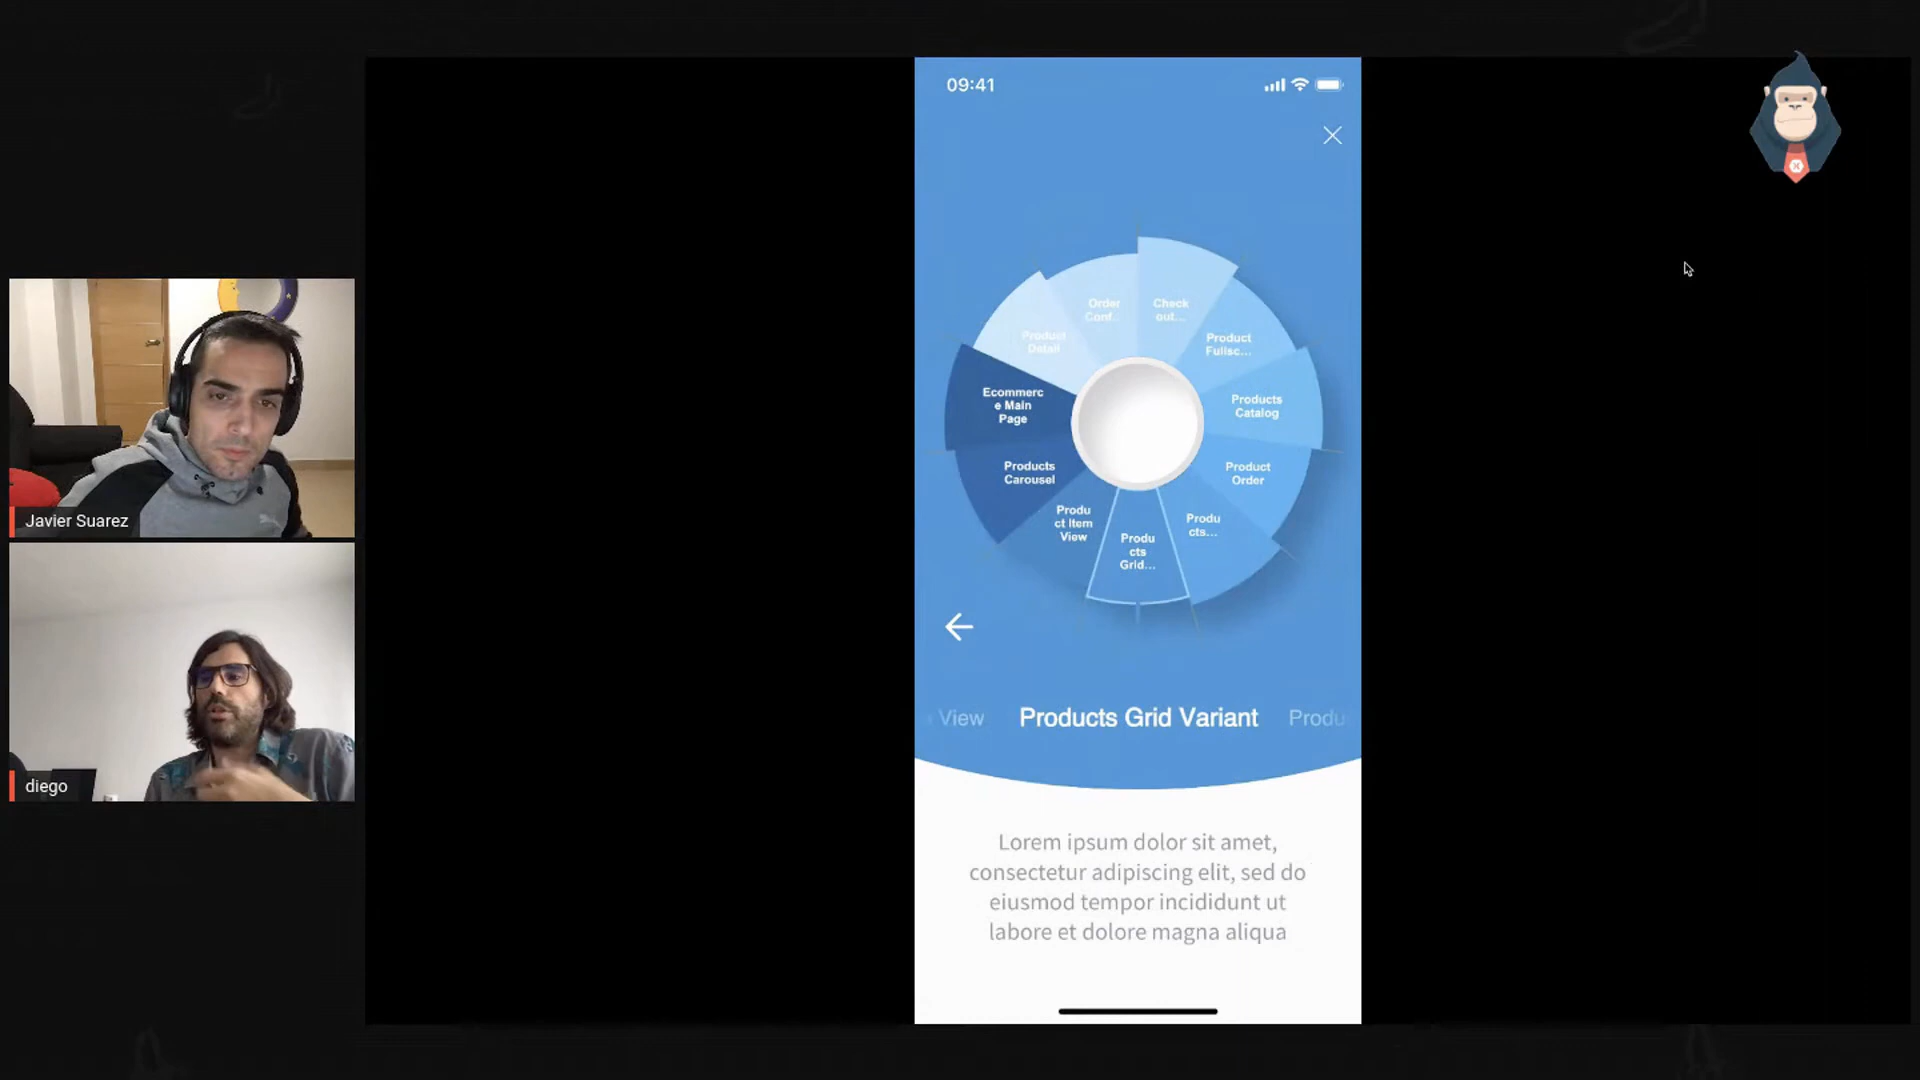 09:41
Order
Conf...
Check
out...
Product
Detail
Product
Fullsc...
Ecommerc
e Main
Page
Products
Catalog
Products
Carousel
Product
Order
Produ
ct Item
View
Produ
cts
Grid...
Produ
cts...
Javier Suarez
diego
View
Products Grid Variant
Produ
Lorem ipsum dolor sit amet,
consectetur adipiscing elit, sed do
eiusmod tempor incididunt ut
labore et dolore magna aliqua